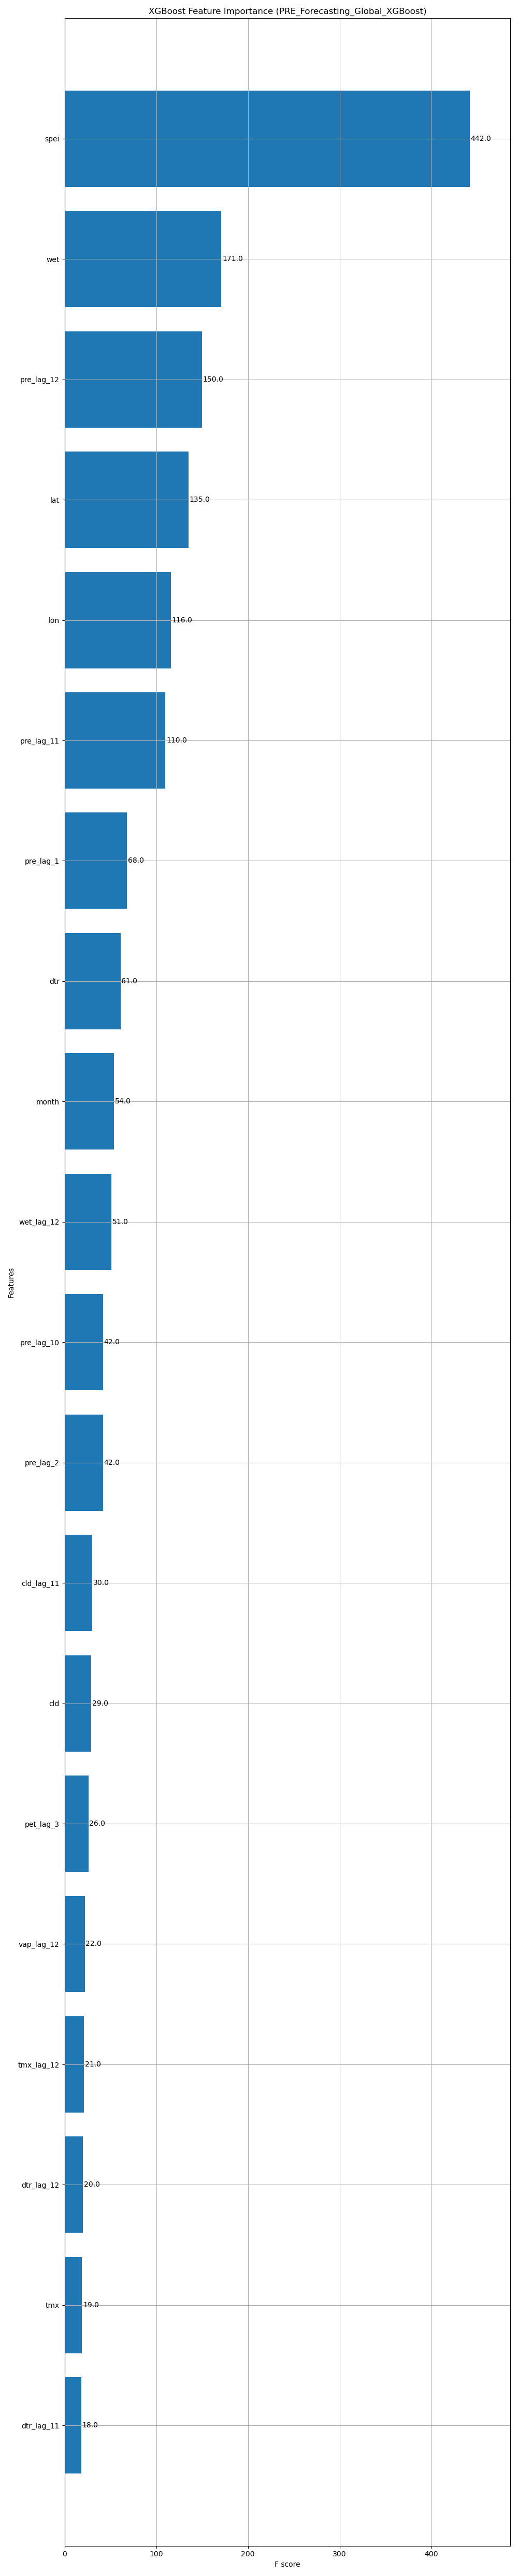 XGBoost Feature Importance (PRE_Forecasting_Global_XGBoost)
spei 442.0
wet 171.0
pre_lag_12 150.0
lat 135.0
lon 116.0
pre_lag_11 110.0
pre_lag_1 68.0
dtr 61.0
month 54.0
wet_lag_12 51.0
Features
pre_lag_10 42.0
pre_lag_2 42.0
cld_lag_11 30.0
cld 29.0
pet_lag_3 26.0
vap_lag_12 22.0
tmx_lag_12 21.0
dtr_lag_12 20.0
tmx 19.0
dtr_lag_11 18.0
0 100 200 300 400
F score